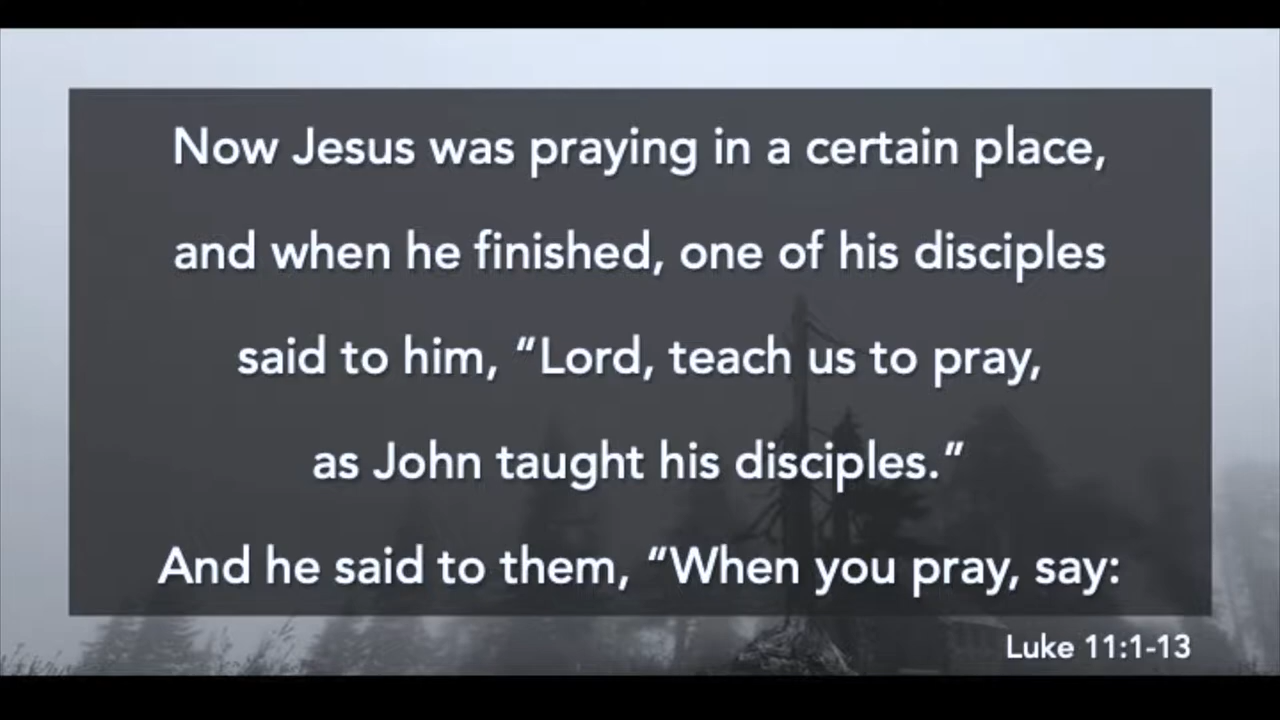 Now Jesus was praying in a certain place,
and when he finished, one of his disciples
said to him, “Lord, teach us to pray,
as John taught his disciples.”
And he said to them, “When you pray, say:
Luke 11:1-13